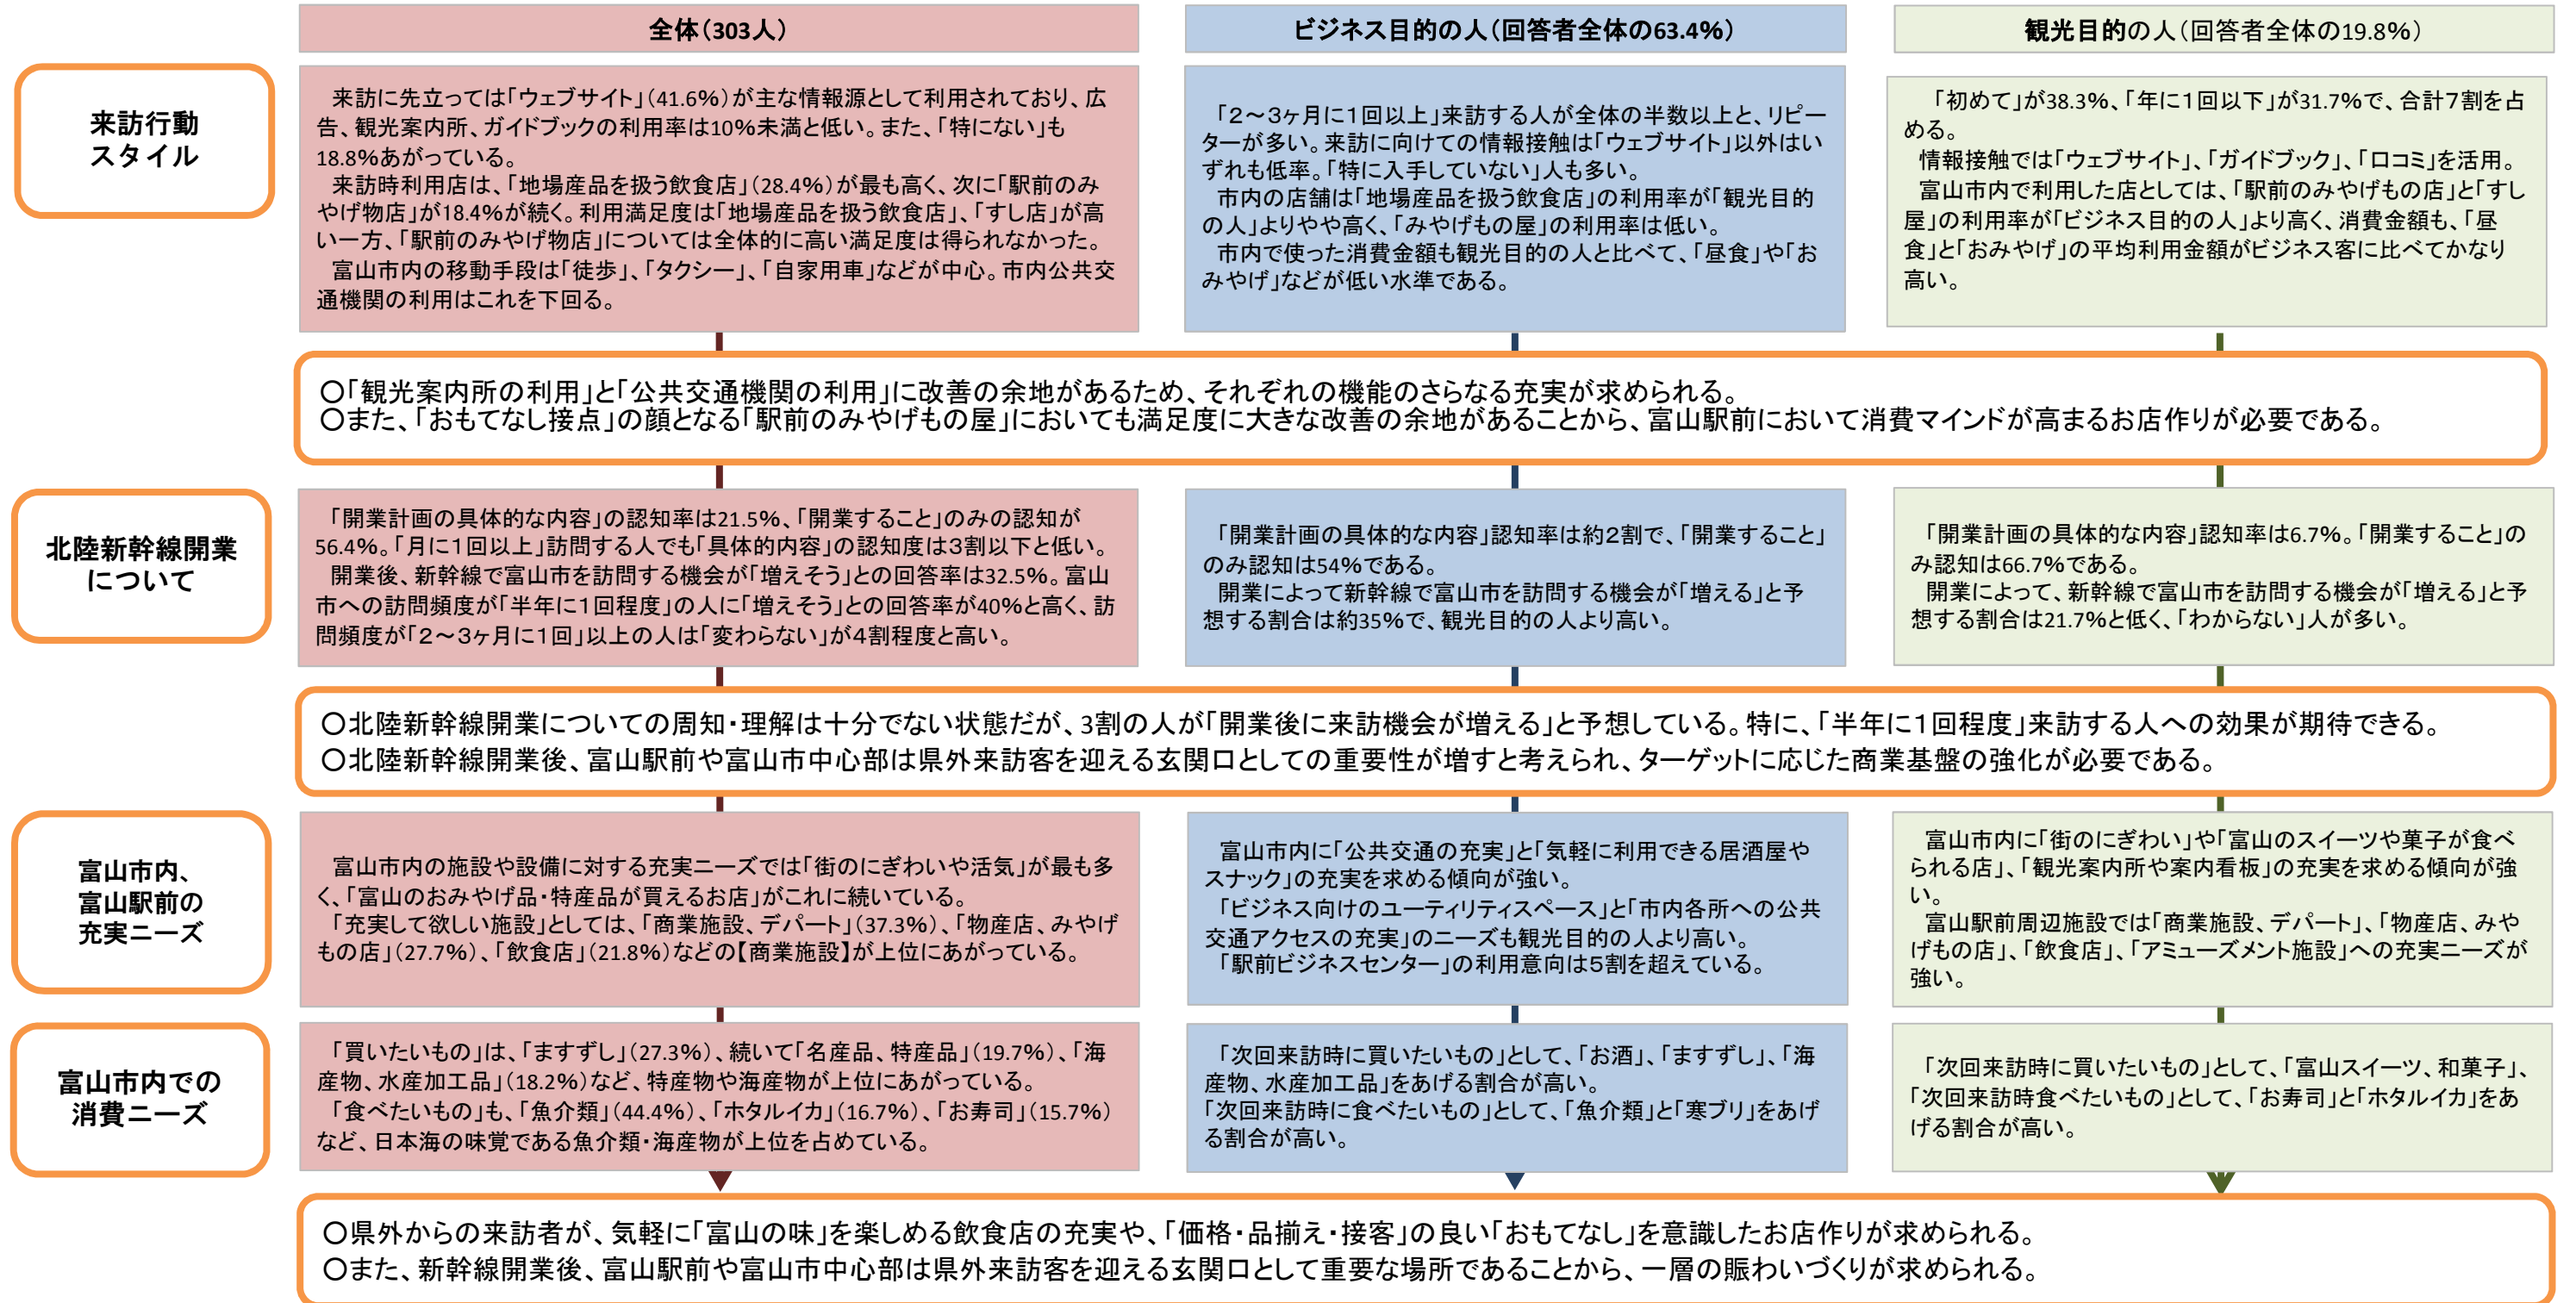 全体(303人)
ビジネス目的の人(回答者全体の63.4%)
観光目的の人(回答者全体の19.8%)
来訪行動
スタイル
来訪に先立っては「ウェブサイト」(41.6%)が主な情報源として利用されており、広
告、観光案内所、ガイドブックの利用率は10%未満と低い。また、「特にない」も
18.8%あがっている。
来訪時利用店は、「地場産品を扱う飲食店」(28.4%)が最も高く、次に「駅前のみ
やげ物店」が18.4%が続く。利用満足度は「地場産品を扱う飲食店」、「すし店」が高
い一方、「駅前のみやげ物店」については全体的に高い満足度は得られなかった。
富山市内の移動手段は「徒歩」、「タクシー」、「自家用車」などが中心。市内公共交
通機関の利用はこれを下回る。
「2～3ヶ月に1回以上」来訪する人が全体の半数以上と、リピー
ターが多い。来訪に向けての情報接触は「ウェブサイト」以外はい
ずれも低率。「特に入手していない」人も多い。
市内の店舗は「地場産品を扱う飲食店」の利用率が「観光目的
の人」よりやや高く、「みやげもの屋」の利用率は低い。
市内で使った消費金額も観光目的の人と比べて、「昼食」や「お
みやげ」などが低い水準である。
「初めて」が38.3%、「年に1回以下」が31.7%で、合計7割を占
める。
情報接触では「ウェブサイト」、「ガイドブック」、「口コミ」を活用。
富山市内で利用した店としては、「駅前のみやげもの店」と「すし
屋」の利用率が「ビジネス目的の人」より高く、消費金額も、「昼
食」と「おみやげ」の平均利用金額がビジネス客に比べてかなり
高い。
○「観光案内所の利用」と「公共交通機関の利用」に改善の余地があるため、それぞれの機能のさらなる充実が求められる。
○また、「おもてなし接点」の顔となる「駅前のみやげもの屋」においても満足度に大きな改善の余地があることから、富山駅前において消費マインドが高まるお店作りが必要である。
北陸新幹線開業
について
「開業計画の具体的な内容」の認知率は21.5%、「開業すること」のみの認知が
56.4%。「月に1回以上」訪問する人でも「具体的内容」の認知度は3割以下と低い。
開業後、新幹線で富山市を訪問する機会が「増えそう」との回答率は32.5%。富山
市への訪問頻度が「半年に1回程度」の人に「増えそう」との回答率が40%と高く、訪
問頻度が「2～3ヶ月に1回」以上の人は「変わらない」が4割程度と高い。
「開業計画の具体的な内容」認知率は約2割で、「開業すること」
のみ認知は54%である。
開業によって新幹線で富山市を訪問する機会が「増える」と予
想する割合は約35%で、観光目的の人より高い。
「開業計画の具体的な内容」認知率は6.7%。「開業すること」の
み認知は66.7%である。
開業によって、新幹線で富山市を訪問する機会が「増える」と予
想する割合は21.7%と低く、「わからない」人が多い。
○北陸新幹線開業についての周知・理解は十分でない状態だが、3割の人が「開業後に来訪機会が増える」と予想している。特に、「半年に1回程度」来訪する人への効果が期待できる。
○北陸新幹線開業後、富山駅前や富山市中心部は県外来訪客を迎える玄関口としての重要性が増すと考えられ、ターゲットに応じた商業基盤の強化が必要である。
富山市内、
富山駅前の
充実ニーズ
富山市内の施設や設備に対する充実ニーズでは「街のにぎわいや活気」が最も多
く、「富山のおみやげ品・特産品が買えるお店」がこれに続いている。
「充実して欲しい施設」としては、「商業施設、デパート」(37.3%)、「物産店、みやげ
もの店」(27.7%)、「飲食店」(21.8%)などの【商業施設】が上位にあがっている。
富山市内に「公共交通の充実」と「気軽に利用できる居酒屋や
スナック」の充実を求める傾向が強い。
「ビジネス向けのユーティリティスペース」と「市内各所への公共
交通アクセスの充実」のニーズも観光目的の人より高い。
「駅前ビジネスセンター」の利用意向は5割を超えている。
富山市内に「街のにぎわい」や「富山のスイーツや菓子が食べ
られる店」、「観光案内所や案内看板」の充実を求める傾向が強
い。
富山駅前周辺施設では「商業施設、デパート」、「物産店、みや
げもの店」、「飲食店」、「アミューズメント施設」への充実ニーズが
強い。
富山市内での
消費ニーズ
「買いたいもの」は、「ますずし」(27.3%)、続いて「名産品、特産品」(19.7%)、「海
産物、水産加工品」(18.2%)など、特産物や海産物が上位にあがっている。
「食べたいもの」も、「魚介類」(44.4%)、「ホタルイカ」(16.7%)、「お寿司」(15.7%)
など、日本海の味覚である魚介類・海産物が上位を占めている。
「次回来訪時に買いたいもの」として、「お酒」、「ますずし」、「海
産物、水産加工品」をあげる割合が高い。
「次回来訪時に食べたいもの」として、「魚介類」と「寒ブリ」をあげ
る割合が高い。
「次回来訪時に買いたいもの」として、「富山スイーツ、和菓子」、
「次回来訪時食べたいもの」として、「お寿司」と「ホタルイカ」をあ
げる割合が高い。
○県外からの来訪者が、気軽に「富山の味」を楽しめる飲食店の充実や、「価格・品揃え・接客」の良い「おもてなし」を意識したお店作りが求められる。
○また、新幹線開業後、富山駅前や富山市中心部は県外来訪客を迎える玄関口として重要な場所であることから、一層の賑わいづくりが求められる。